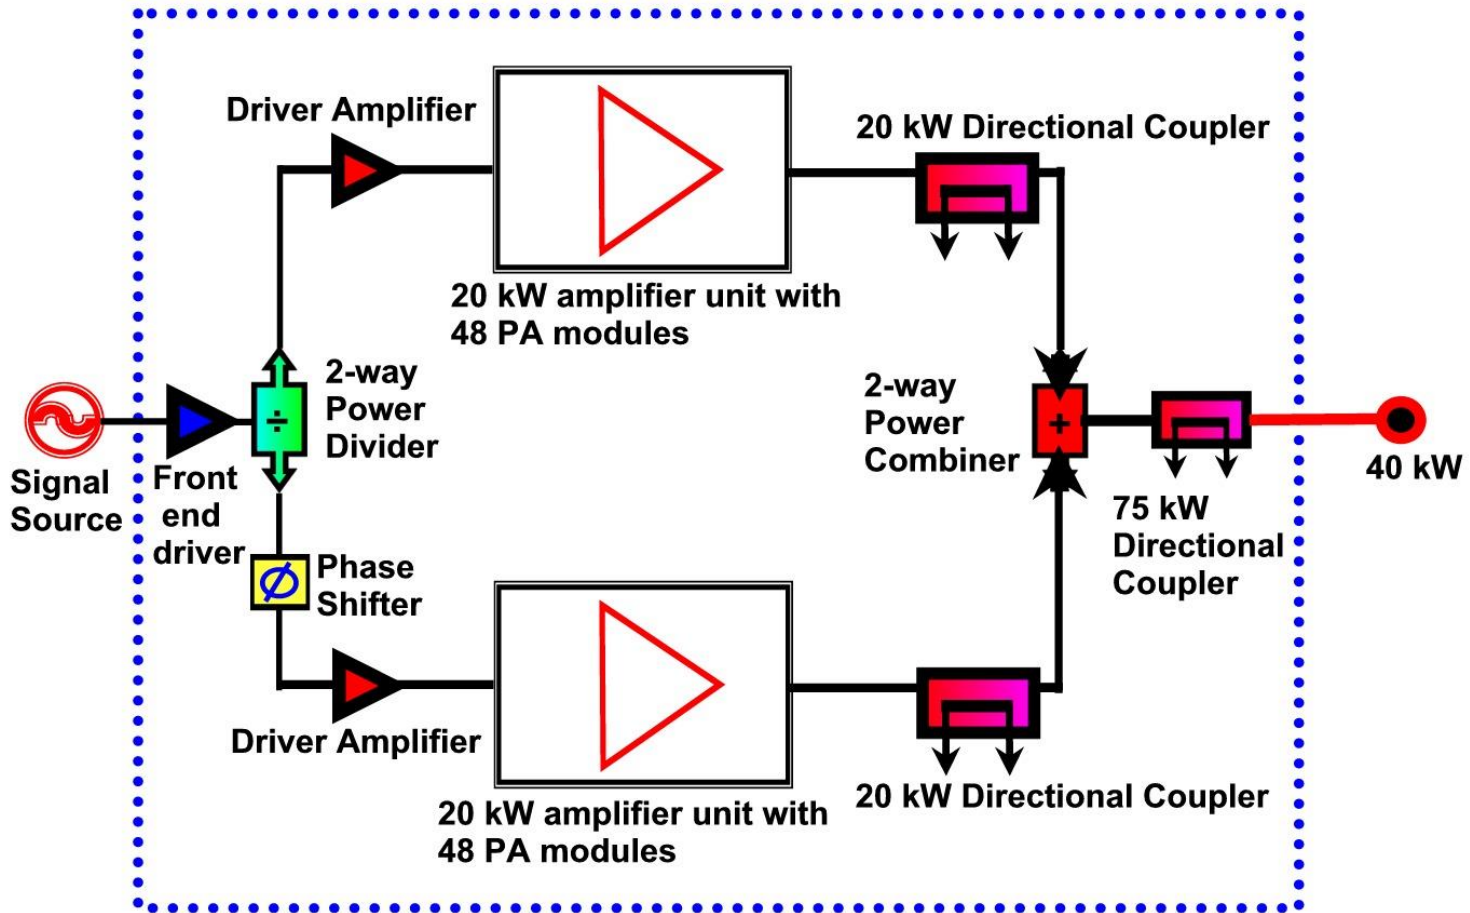 Driver Amplifier
20 kW Directional Coupler
20 kW amplifier unit with
48 PA modules
2-way
Power
Divider
÷
Signal
Source
Front
end
driver
2-way
Power
Combiner
+
40 kW
75 kW
Directional
Coupler
Phase
Shifter
Ø
Driver Amplifier
20 kW Directional Coupler
20 kW amplifier unit with
48 PA modules